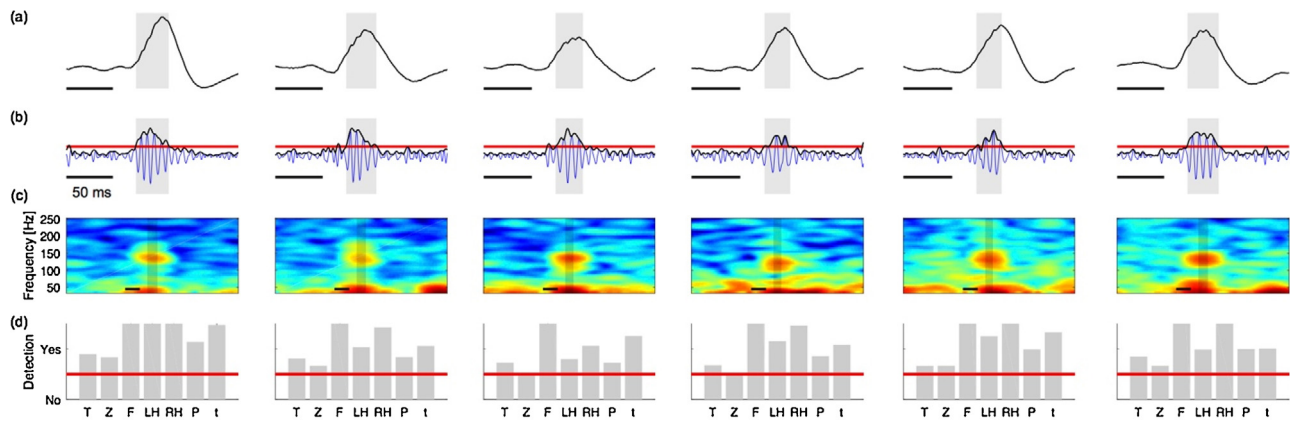 (a)
(b)
50 ms
(c)
Frequency [Hz]
250
200
150
100
50
(d)
Detection
Yes
No
T Z F LH RH P t
T Z F LH RH P t
T Z F LH RH P t
T Z F LH RH P t
T Z F LH RH P t
T Z F LH RH P t